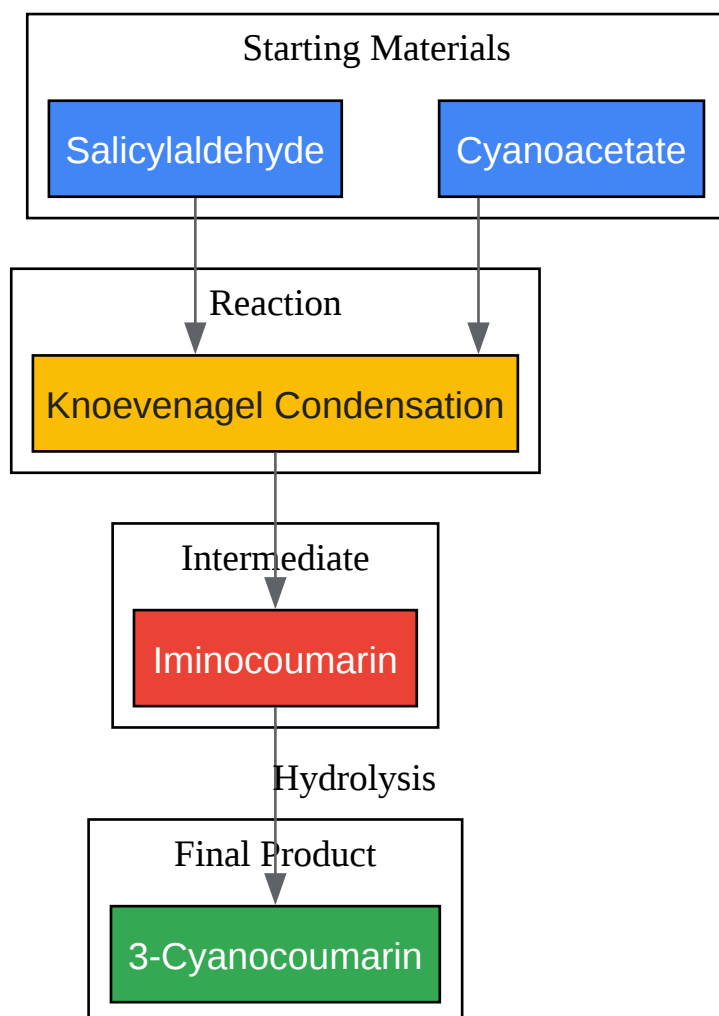 Starting Materials
Salicylaldehyde
Cyanoacetate
Reaction
Knoevenagel Condensation
Intermediate
Iminocoumarin
Hydrolysis
Final Product
3-Cyanocoumarin